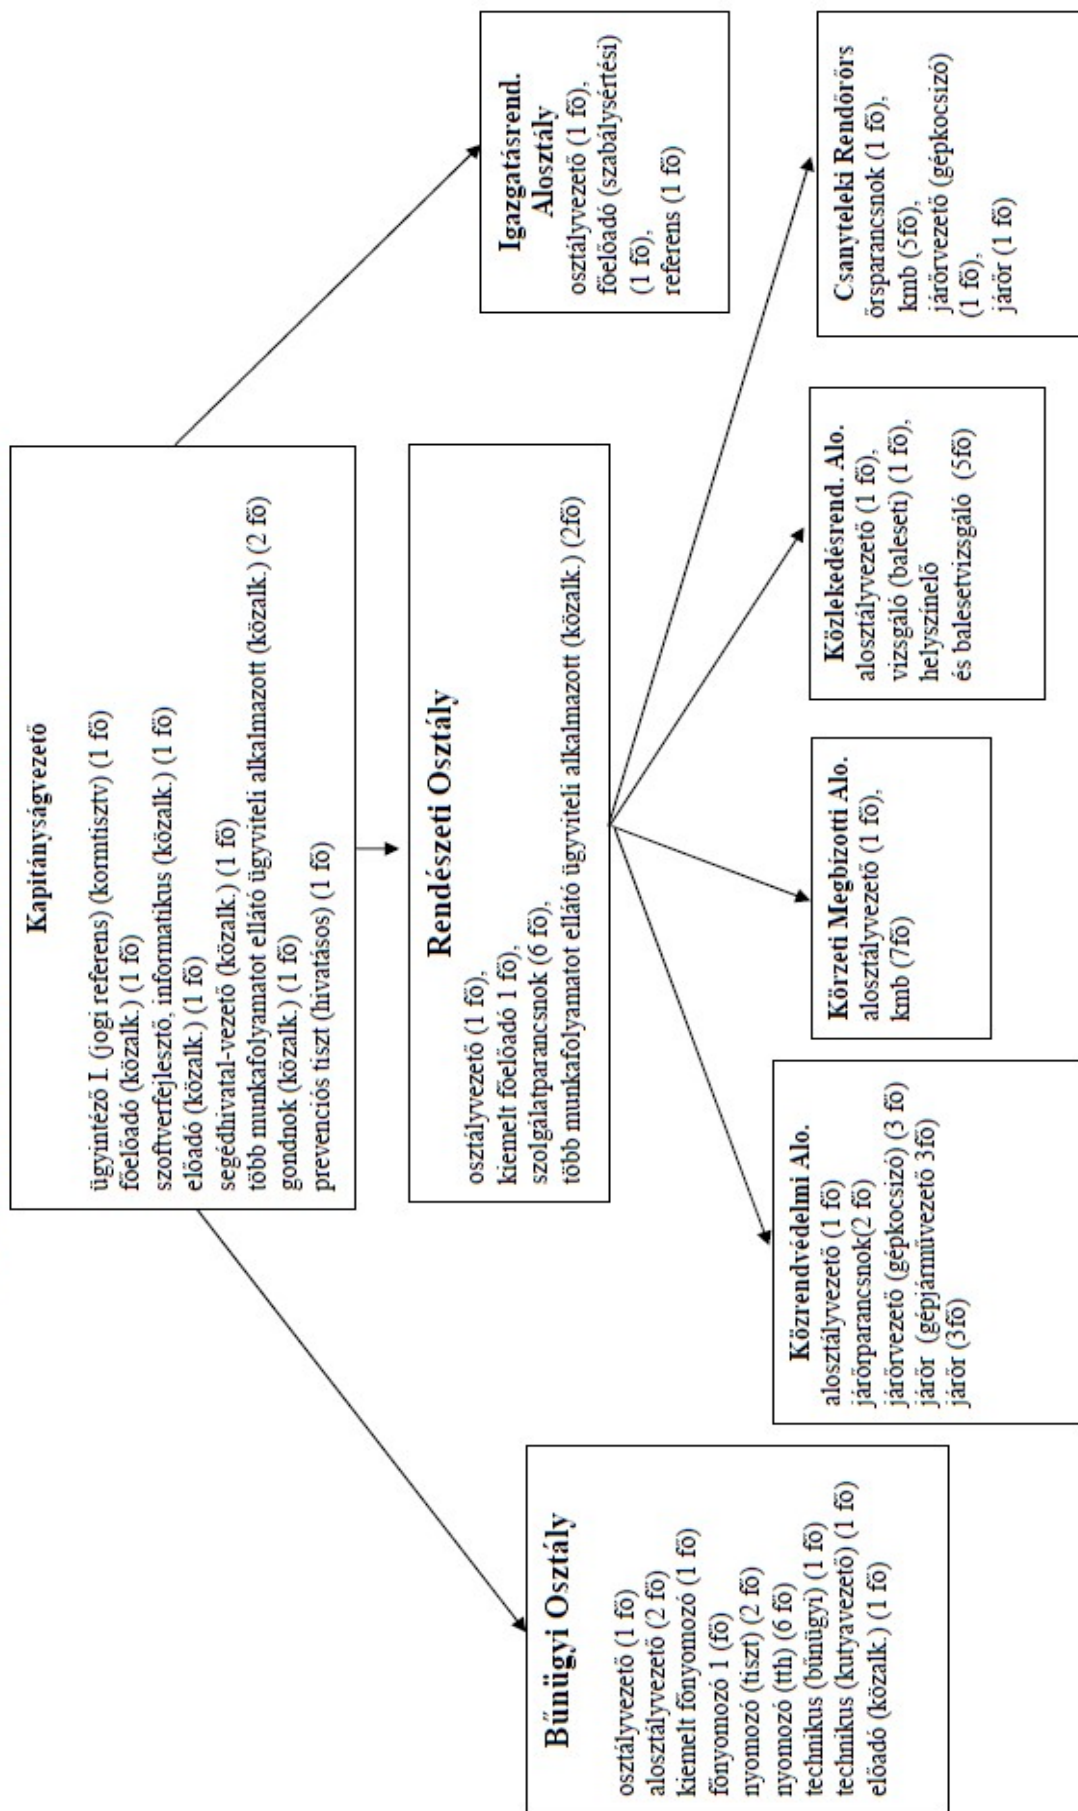 Kapitányságvezető
ügyintéző I. (jogi referens) (kormtisztv) (1 fő)
főelőadó (közalk.) (1 fő)
szoftverfejlesztő, informatikus (közalk.) (1 fő)
előadó (közalk.) (1 fő)
segédhivatal-vezető (közalk.) (1 fő)
több munkafolyamatot ellátó ügyviteli alkalmazott (közalk.) (2 fő)
gondnok (közalk.) (1 fő)
prevenciós tiszt (hivatásos) (1 fő)
Bűnügyi Osztály
osztályvezető (1 fő)
alosztályvezető (2 fő)
kiemelt főnyomozó (1 fő)
főnyomozó 1 (fő)
nyomozó (tiszt) (2 fő)
nyomozó (tth) (6 fő)
technikus (bűnügyi) (1 fő)
technikus (kutyavezető) (1 fő)
előadó (közalk.) (1 fő)
Rendészeti Osztály
osztályvezető (1 fő),
kiemelt főelőadó 1 fő),
szolgálatparancsnok (6 fő),
több munkafolyamatot ellátó ügyviteli alkalmazott (közalk.) (2fő)
Igazgatásrend.
Alosztály
osztályvezető (1 fő),
főelőadó (szabálysértési)
(1 fő),
referens (1 fő)
Közrendvédelmi Alo.
alosztályvezető (1 fő)
járőrparancsnok(2 fő)
járőrvezető (gépkocsizó) (3 fő)
járőr (gépjárművezető 3fő)
járőr (3fő)
Körzeti Megbízotti Alo.
alosztályvezető (1 fő),
kmb (7fő)
Közlekedésrend. Alo.
alosztályvezető (1 fő),
vizsgáló (baleseti) (1 fő),
helyszínelő
és balesetvizsgáló (5fő)
Csanyteleki Rendőrőrs
őrsparancsnok (1 fő),
kmb (5fő),
járőrvezető (gépkocsizó)
(1 fő),
járőr (1 fő)